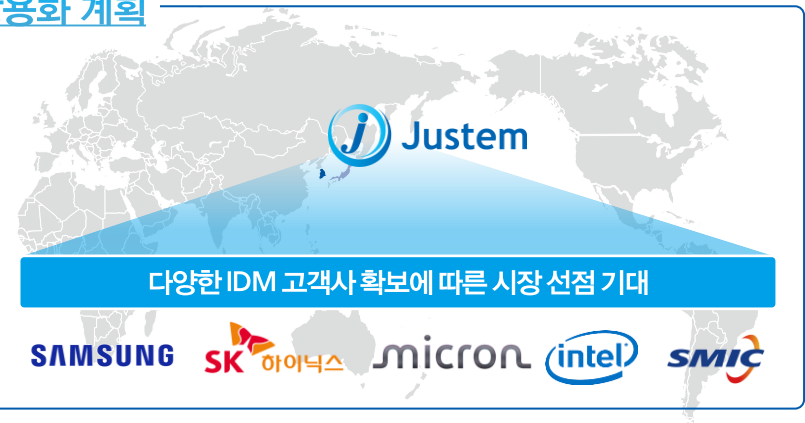 용화 계획
Justem
다양한 IDM 고객사 확보에 따른 시장 선점 기대
SAMSUNG SK 하이닉스 micron intel SMIC